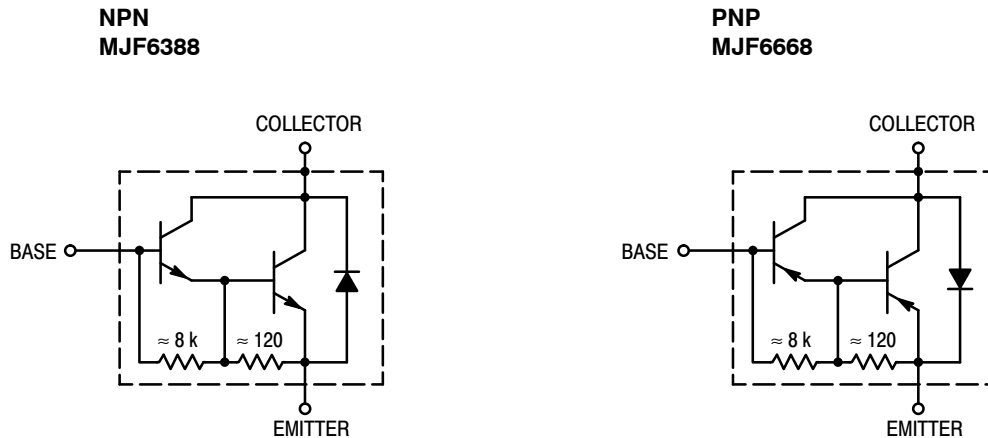 NPN
MJF6388
COLLECTOR
BASE
≈ 8 k
≈ 120
EMITTER
PNP
MJF6668
COLLECTOR
BASE
≈ 8 k
≈ 120
EMITTER